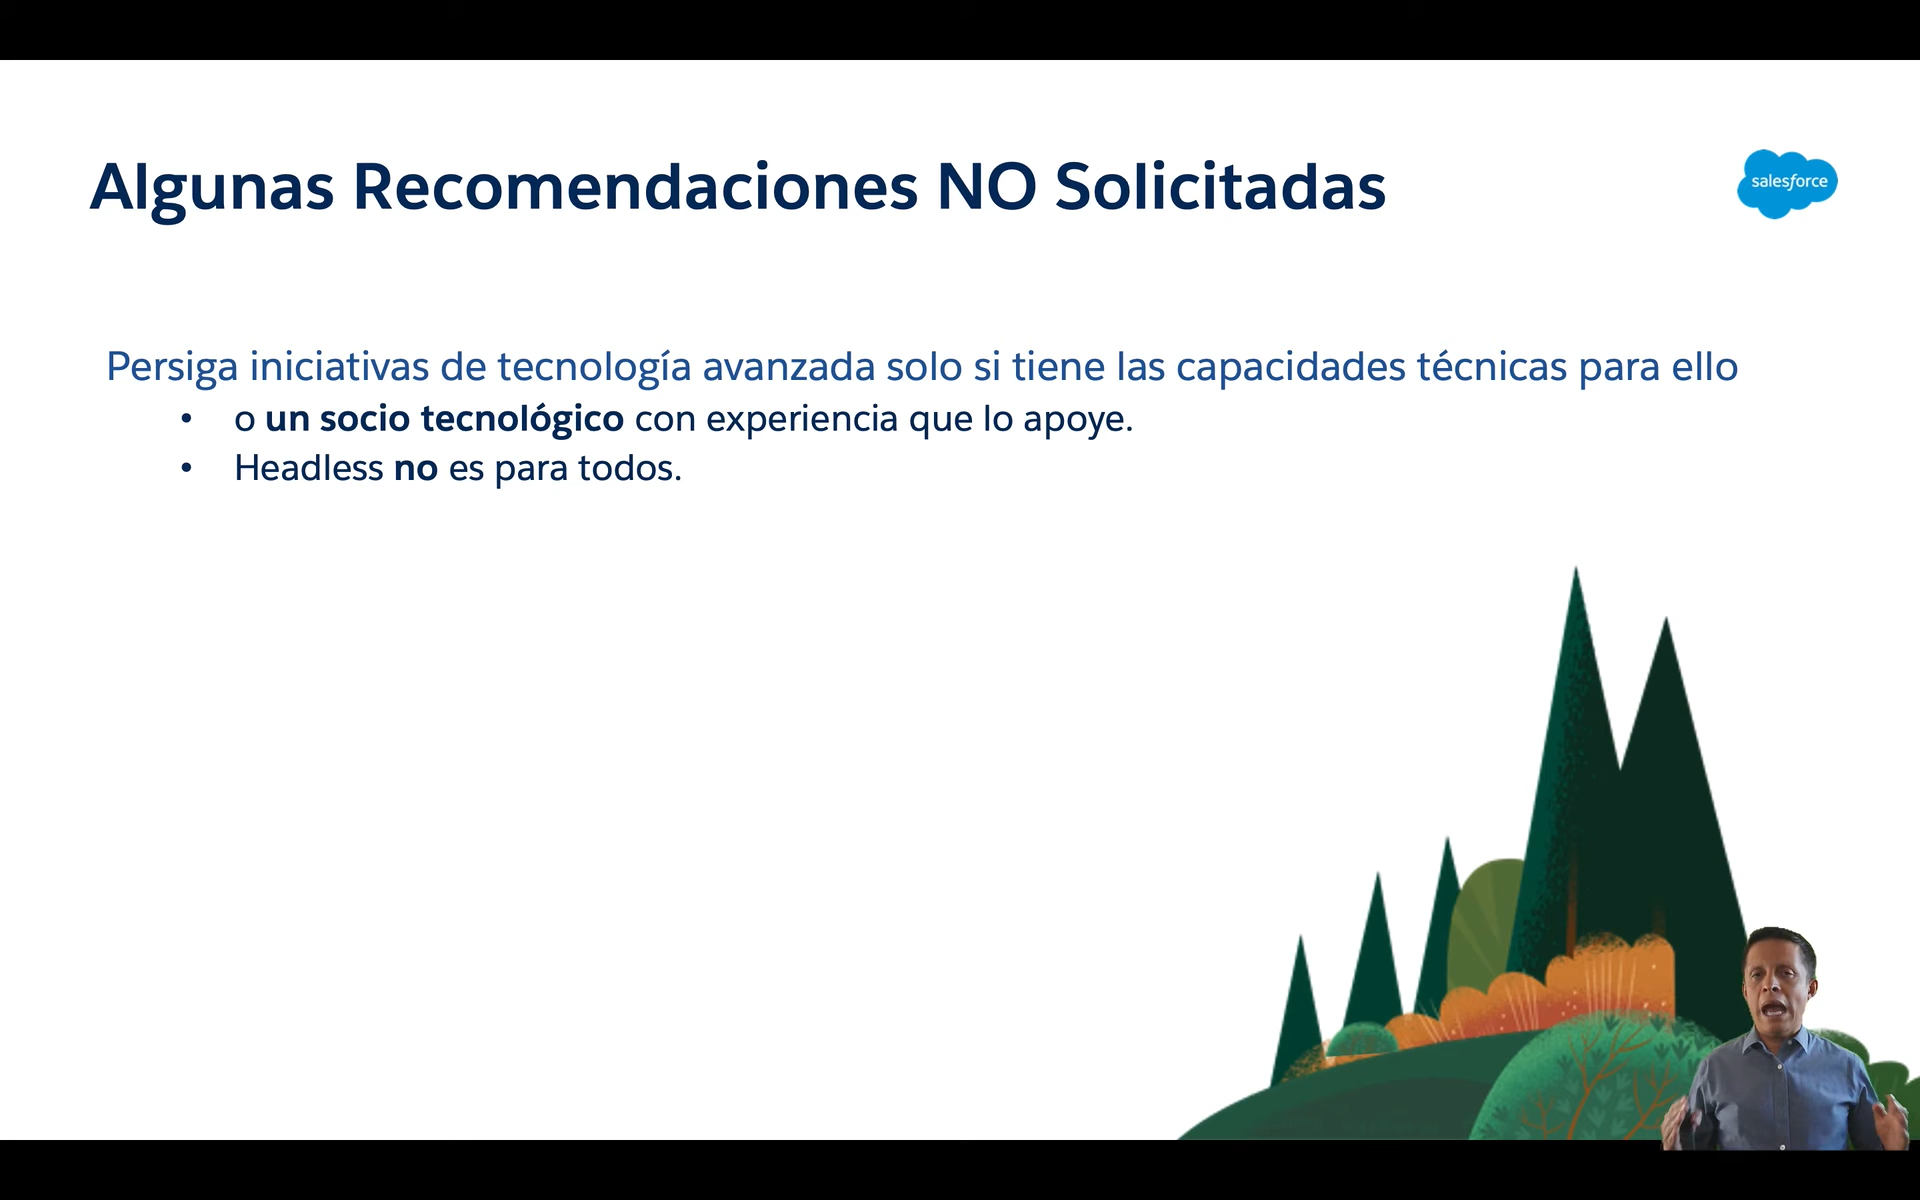 Algunas Recomendaciones NO Solicitadas
salesforce
Persiga iniciativas de tecnología avanzada solo si tiene las capacidades técnicas para ello
• o un socio tecnológico con experiencia que lo apoye.
• Headless no es para todos.